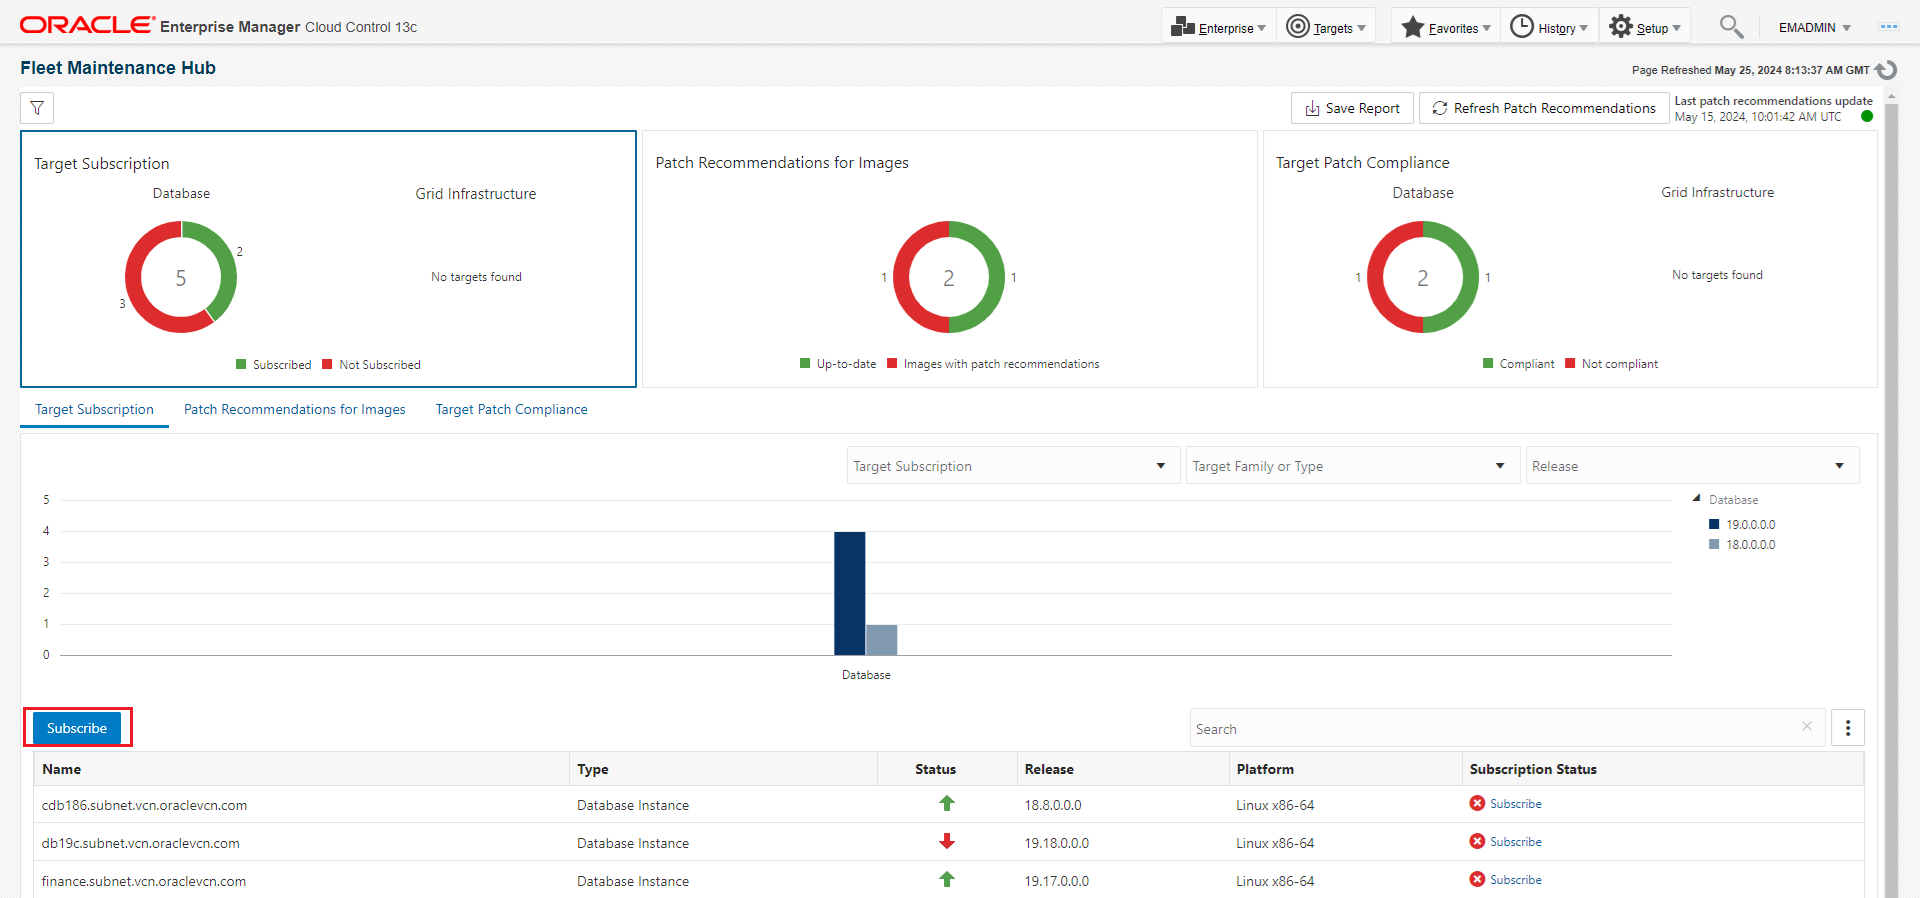 ORACLE Enterprise Manager Cloud Control 13c
Enterprise Targets Favorites History Setup EMADMIN
Fleet Maintenance Hub
Page Refreshed May 25, 2024 8:13:37 AM GMT
Save Report
Refresh Patch Recommendations
Last patch recommendations update
May 15, 2024, 10:01:42 AM UTC
Target Subscription
Database
Grid Infrastructure
2
5
3
No targets found
Subscribed Not Subscribed
Patch Recommendations for Images
1
2
1
Up-to-date Images with patch recommendations
Target Patch Compliance
Database
Grid Infrastructure
1
2
1
No targets found
Compliant Not compliant
Target Subscription Patch Recommendations for Images Target Patch Compliance
Target Subscription Target Family or Type Release
5
4
3
2
1
0
Database
Database
19.0.0.0.0
18.0.0.0.0
Subscribe
Search
Name Type Status Release Platform Subscription Status
cdb186.subnet.vcn.oraclevcn.com Database Instance 18.8.0.0.0 Linux x86-64 Subscribe
db19c.subnet.vcn.oraclevcn.com Database Instance 19.18.0.0.0 Linux x86-64 Subscribe
finance.subnet.vcn.oraclevcn.com Database Instance 19.17.0.0.0 Linux x86-64 Subscribe